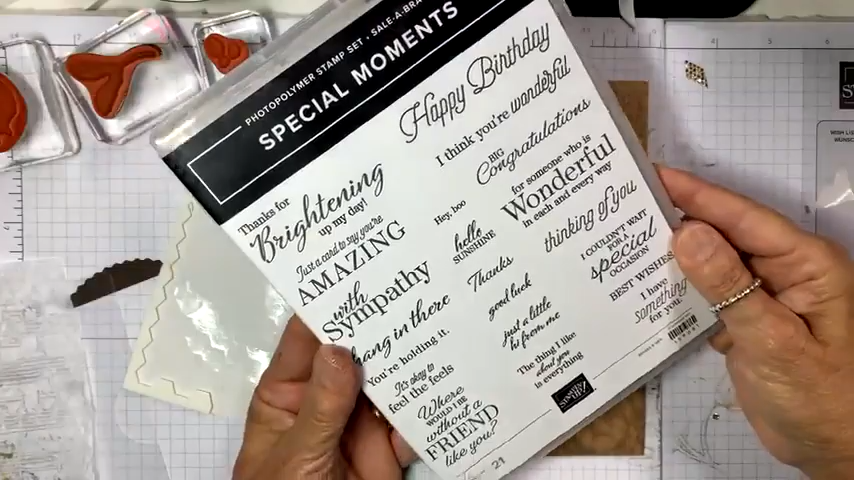 PHOTOPOLYMER STAMP SET • SALE-A-BRA
SPECIAL MOMENTS
Happy Birthday
I think you're wonderful
BIG
Congratulations
for someone who is
Wonderful
in each and every way
thinking of you
I COULDN'T WAIT
FOR A
special
OCCASION
BEST WISHES
I have
something
for you
Thanks for
Brightening
up my day!
Just a card to say you're
AMAZING
with
Sympathy
hang in there
You're holding it.
It's okay to
feel the feels
Where
WOULD I BE
without a
FRIEND
like you?
Hey, boo
hello
SUNSHINE
Thanks
good luck
just a little
hi from me
The thing I like
about you
is everything
STAMPIN' UP!
21